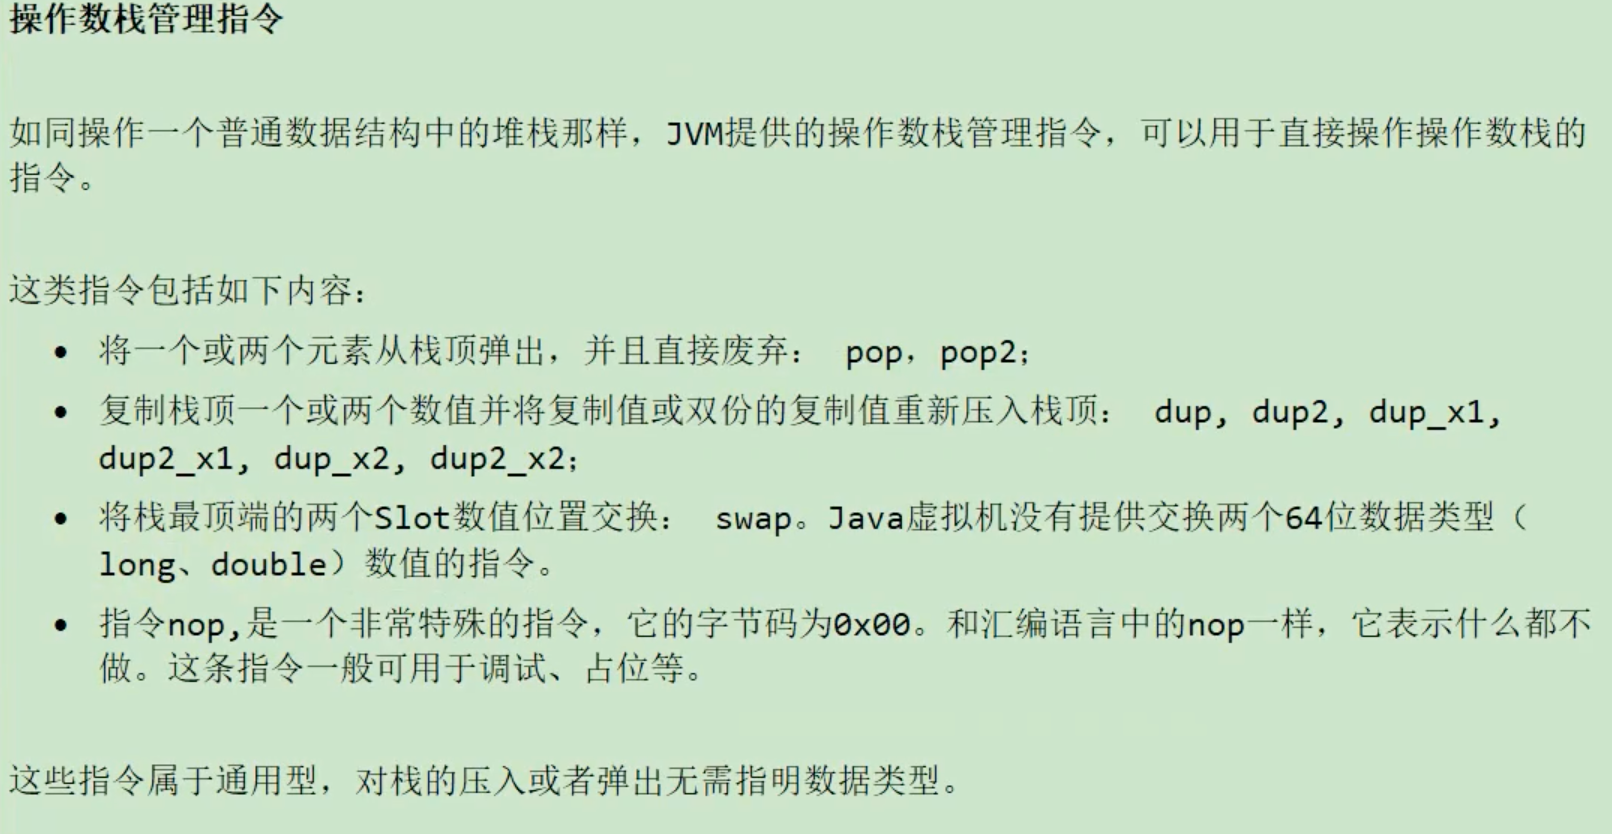 操作数栈管理指令
如同操作一个普通数据结构中的堆栈那样，JVM提供的操作数栈管理指令，可以用于直接操作操作数栈的
指令。
这类指令包括如下内容：
• 将一个或两个元素从栈顶弹出，并且直接废弃： pop，pop2；
• 复制栈顶一个或两个数值并将复制值或双份的复制值重新压入栈顶： dup, dup2, dup_x1,
dup2_x1, dup_x2, dup2_x2；
• 将栈最顶端的两个Slot数值位置交换： swap。Java虚拟机没有提供交换两个64位数据类型（
long、double）数值的指令。
• 指令nop,是一个非常特殊的指令，它的字节码为0x00。和汇编语言中的nop一样，它表示什么都不
做。这条指令一般可用于调试、占位等。
这些指令属于通用型，对栈的压入或者弹出无需指明数据类型。